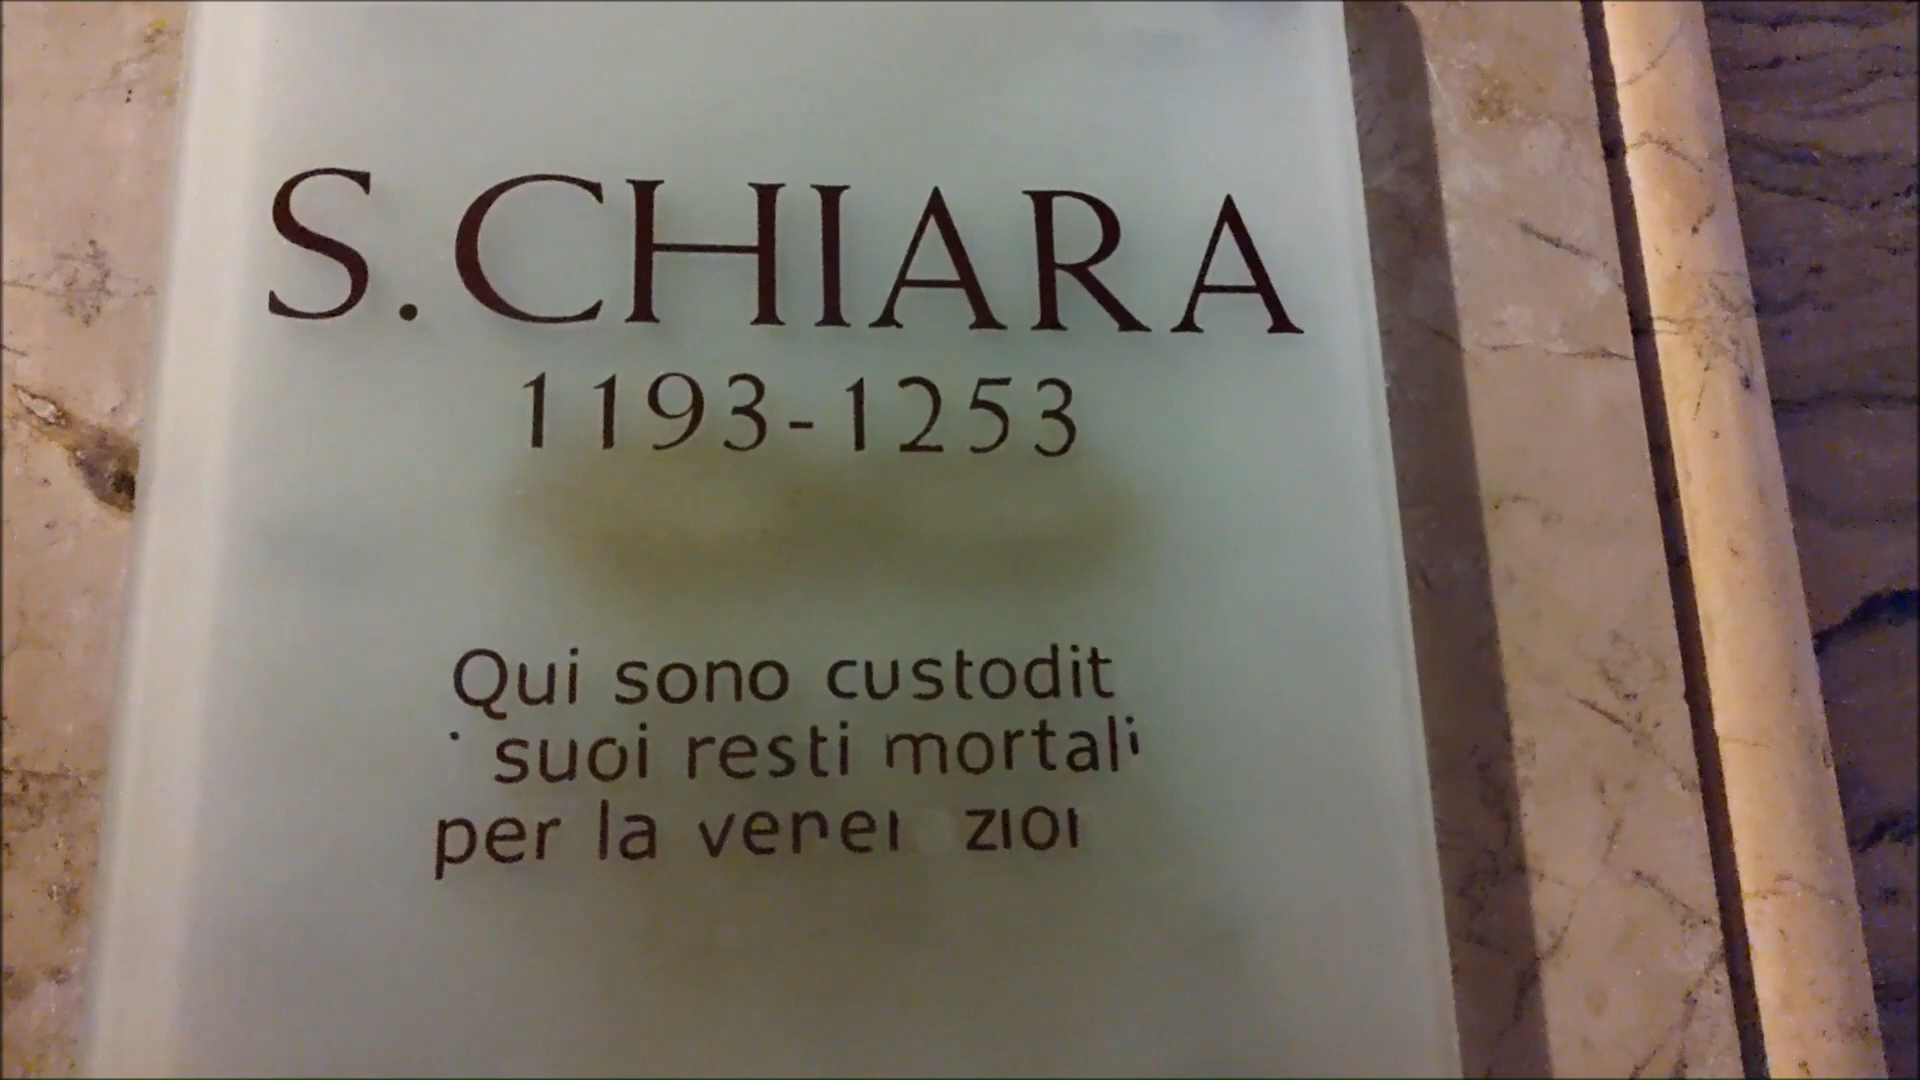 S. CHIARA
1193-1253
Qui sono custodit
suoi resti mortali
per la